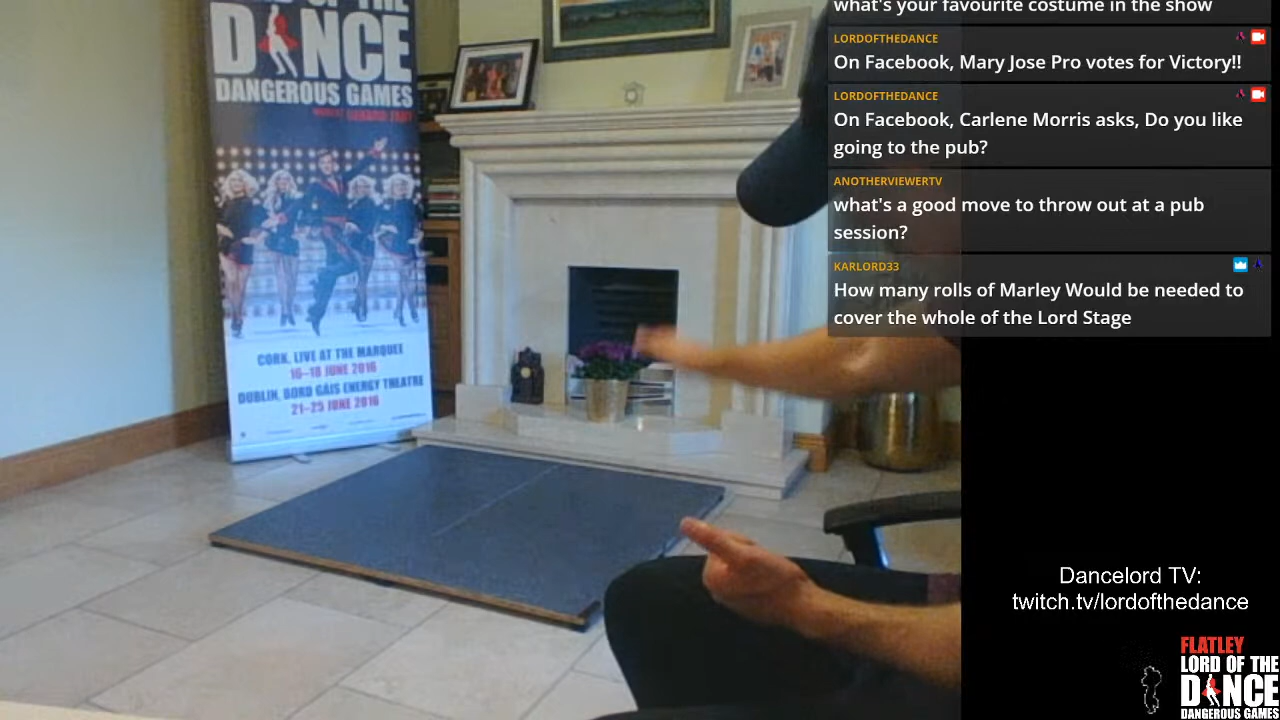 D NCE
DANGEROUS GAMES
CORK, LIVE AT THE MARQUEE
16–18 JUNE 2016
DUBLIN, BORD GÁIS ENERGY THEATRE
21–25 JUNE 2016
what's your favourite costume in the show
LORDOFTHEDANCE
On Facebook, Mary Jose Pro votes for Victory!!
LORDOFTHEDANCE
On Facebook, Carlene Morris asks, Do you like
going to the pub?
ANOTHERVIEWERTV
what's a good move to throw out at a pub
session?
KARLORD33
How many rolls of Marley Would be needed to
cover the whole of the Lord Stage
Dancelord TV:
twitch.tv/lordofthedance
FLATLEY
LORD OF THE
D NCE
DANGEROUS GAMES